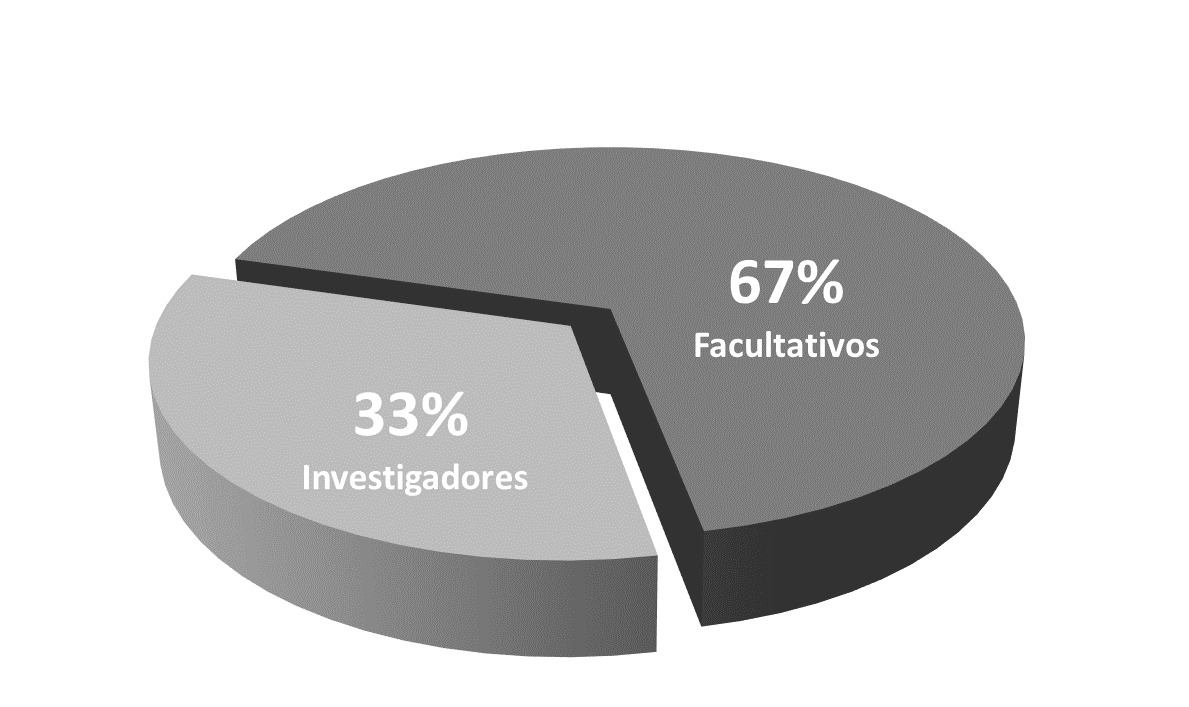 67%
Facultativos
33%
Investigadores